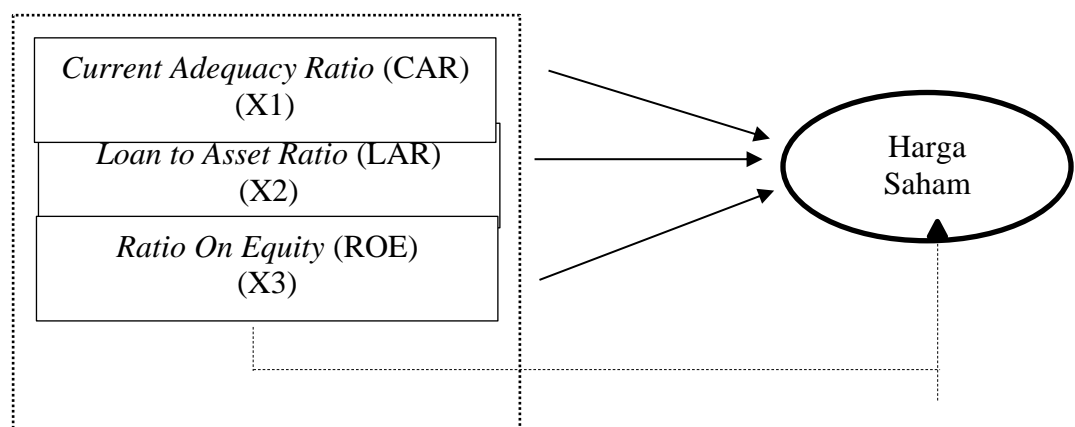 Current Adequacy Ratio (CAR)
(X1)
Loan to Asset Ratio (LAR)
(X2)
Ratio On Equity (ROE)
(X3)
Harga
Saham